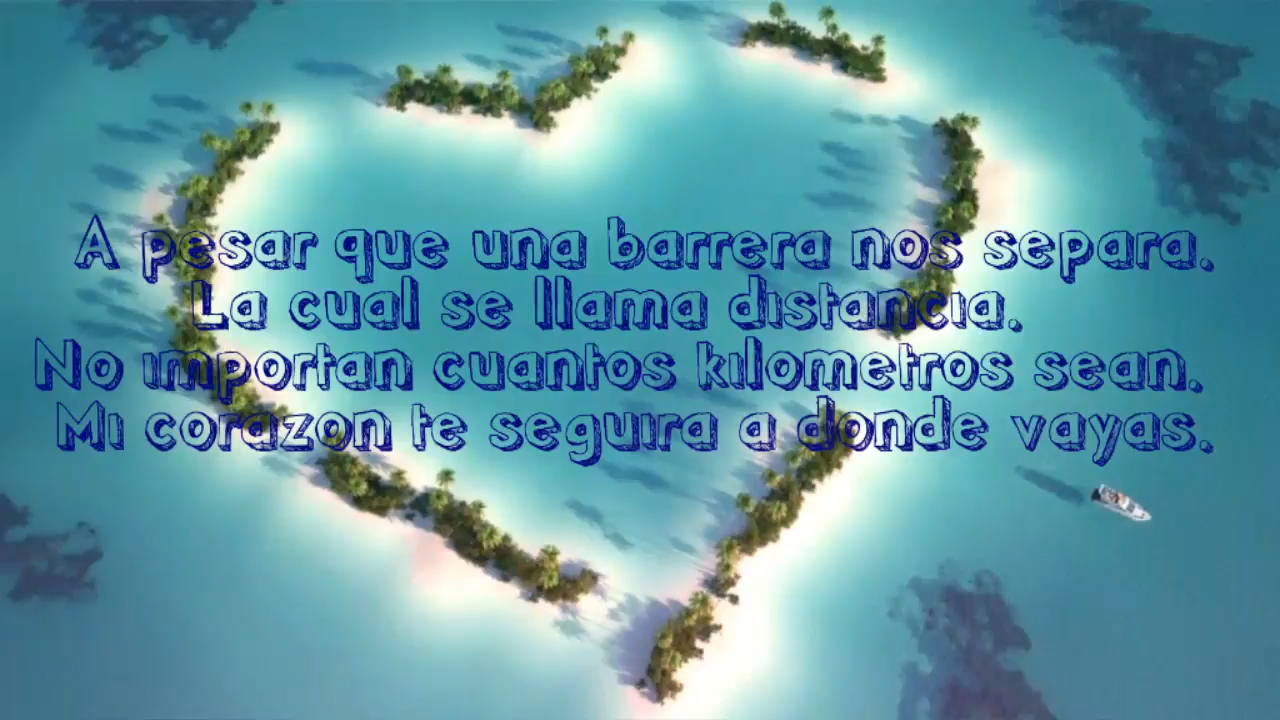 A pesar que una barrera nos separa.
La cual se llama distancia.
No importan cuantos kilometros sean.
Mi corazon te seguira a donde vayas.